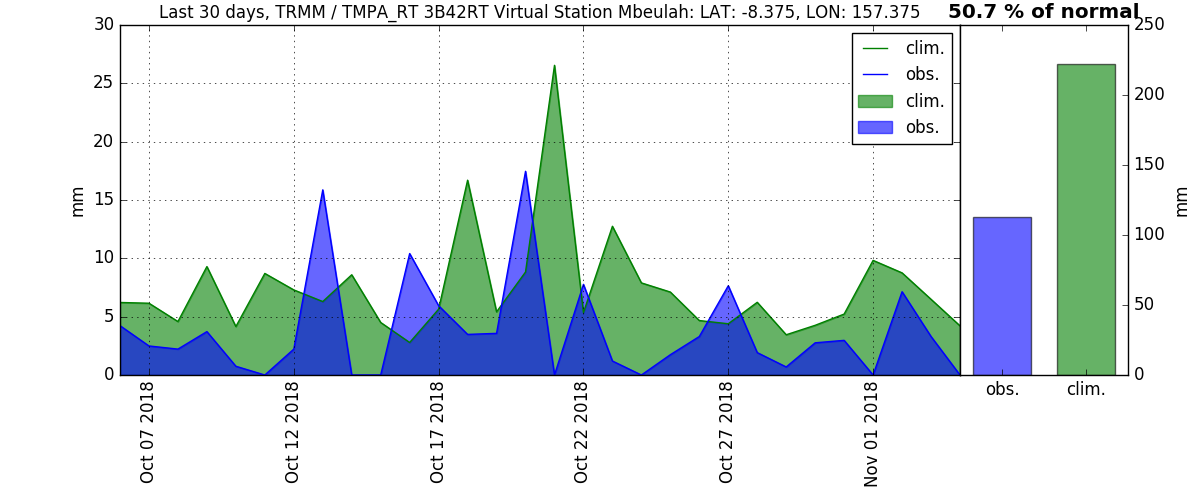 Last 30 days, TRMM / TMPA_RT 3B42RT Virtual Station Mbeulah: LAT: -8.375, LON: 157.375
50.7 % of normal
30
25
20
15
10
5
0
mm
clim.
obs.
clim.
obs.
Oct 07 2018
Oct 12 2018
Oct 17 2018
Oct 22 2018
Oct 27 2018
Nov 01 2018
250
200
150
100
50
0
mm
obs.
clim.